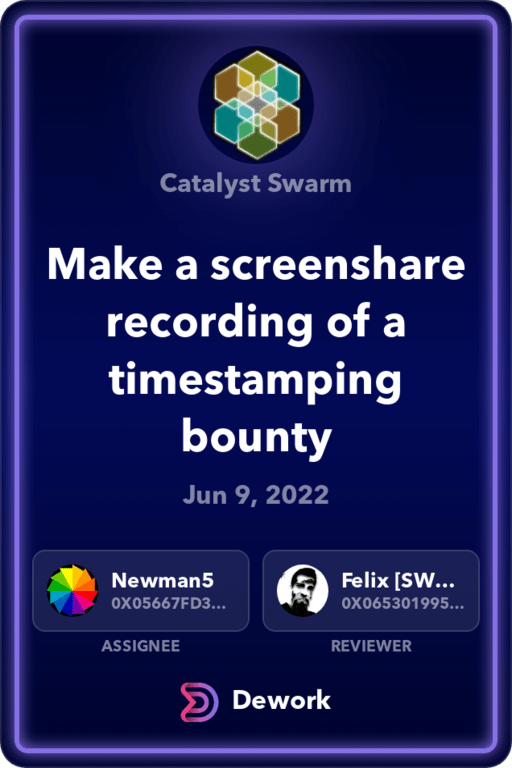 Catalyst Swarm
Make a screenshare
recording of a
timestamping
bounty
Jun 9, 2022
Newman5
0X05667FD3...
ASSIGNEE
Felix [SW...
0X065301995...
REVIEWER
Dework